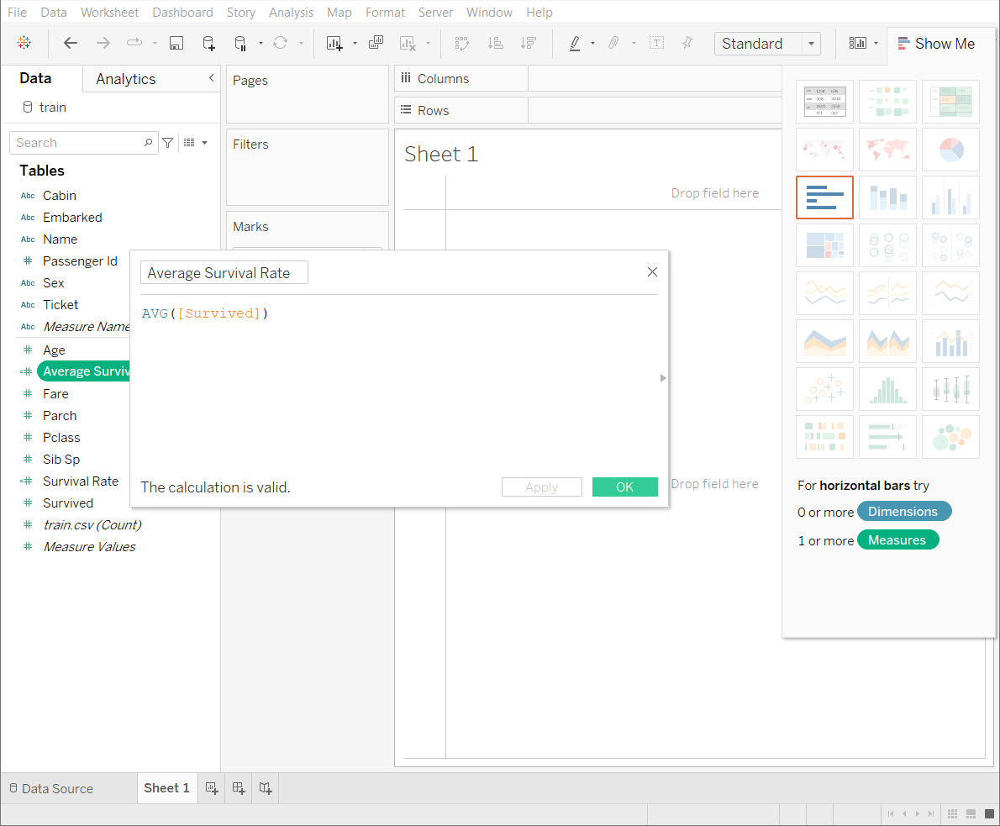 File Data Worksheet Dashboard Story Analysis Map Format Server Window Help
Standard
Show Me
Data
Analytics
train
Search
Tables
Abc Cabin
Abc Embarked
Abc Name
# Passenger Id
Abc Sex
Abc Ticket
Abc Measure Name
# Age
=# Average Surviv
# Fare
# Parch
# Pclass
# Sib Sp
=# Survival Rate
# Survived
# train.csv (Count)
# Measure Values
Pages
Filters
Marks
Columns
Rows
Sheet 1
Drop field here
Average Survival Rate
AVG([Survived])
The calculation is valid.
Apply
OK
Drop field here
For horizontal bars try
0 or more Dimensions
1 or more Measures
Data Source
Sheet 1